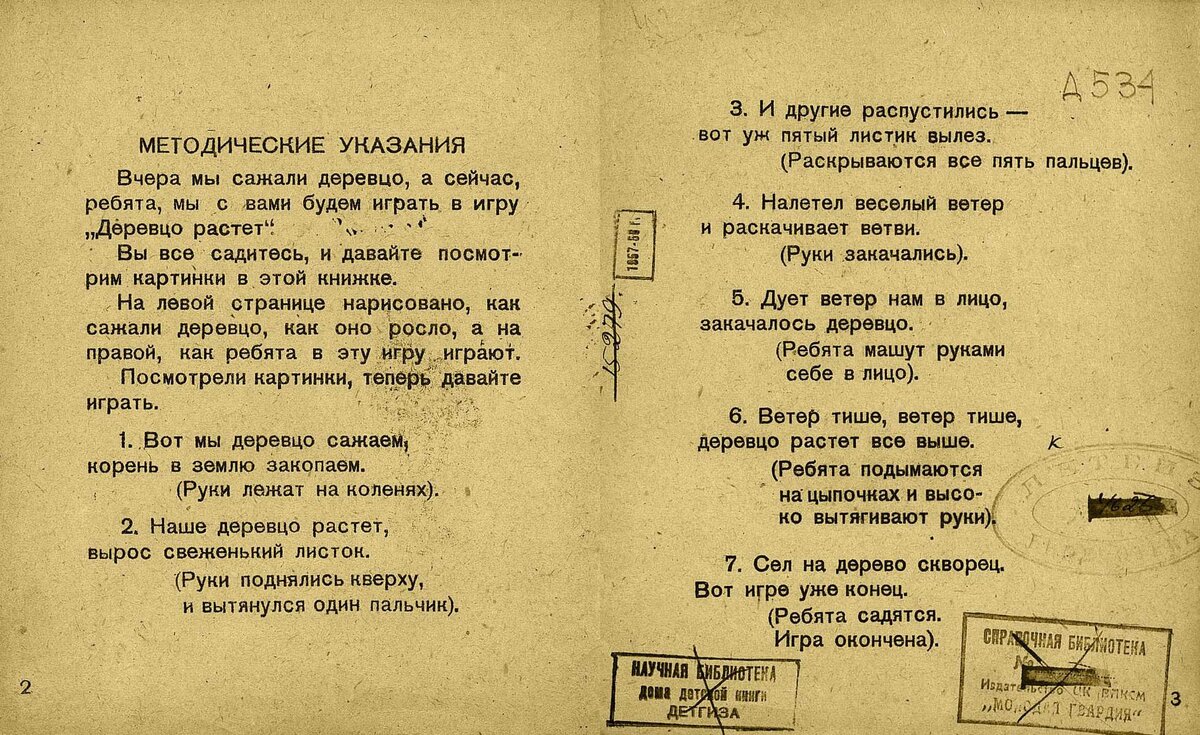 МЕТОДИЧЕСКИЕ УКАЗАНИЯ
Вчера мы сажали деревцо, а сейчас,
ребята, мы с вами будем играть в игру
„Деревцо растет“.
Вы все садитесь, и давайте посмот-
рим картинки в этой книжке.
На левой странице нарисовано, как
сажали деревцо, как оно росло, а на
правой, как ребята в эту игру играют.
Посмотрели картинки, теперь давайте
играть.
1. Вот мы деревцо сажаем,
корень в землю закопаем.
(Руки лежат на коленях).
2. Наше деревцо растет,
вырос свеженький листок.
(Руки поднялись кверху,
и вытянулся один пальчик).
2
Д534
3. И другие распустились —
вот уж пятый листик вылез.
(Раскрываются все пять пальцев).
4. Налетел веселый ветер
и раскачивает ветви.
(Руки закачались).
5. Дует ветер нам в лицо,
закачалось деревцо.
(Ребята машут руками
себе в лицо).
6. Ветер тише, ветер тише,
деревцо растет все выше.
(Ребята подымаются
на цыпочках и высо-
ко вытягивают руки).
7. Сел на дерево скворец.
Вот игре уже конец.
(Ребята садятся.
Игра окончена).
15279.
к
НАУЧНАЯ БИБЛИОТЕКА
дома детской книги
ДЕТГИЗА
СПРАВОЧНАЯ БИБЛИОТЕКА
№
Издательство ЦК ВЛКСМ
„МОЛОДАЯ ГВАРДИЯ“
3